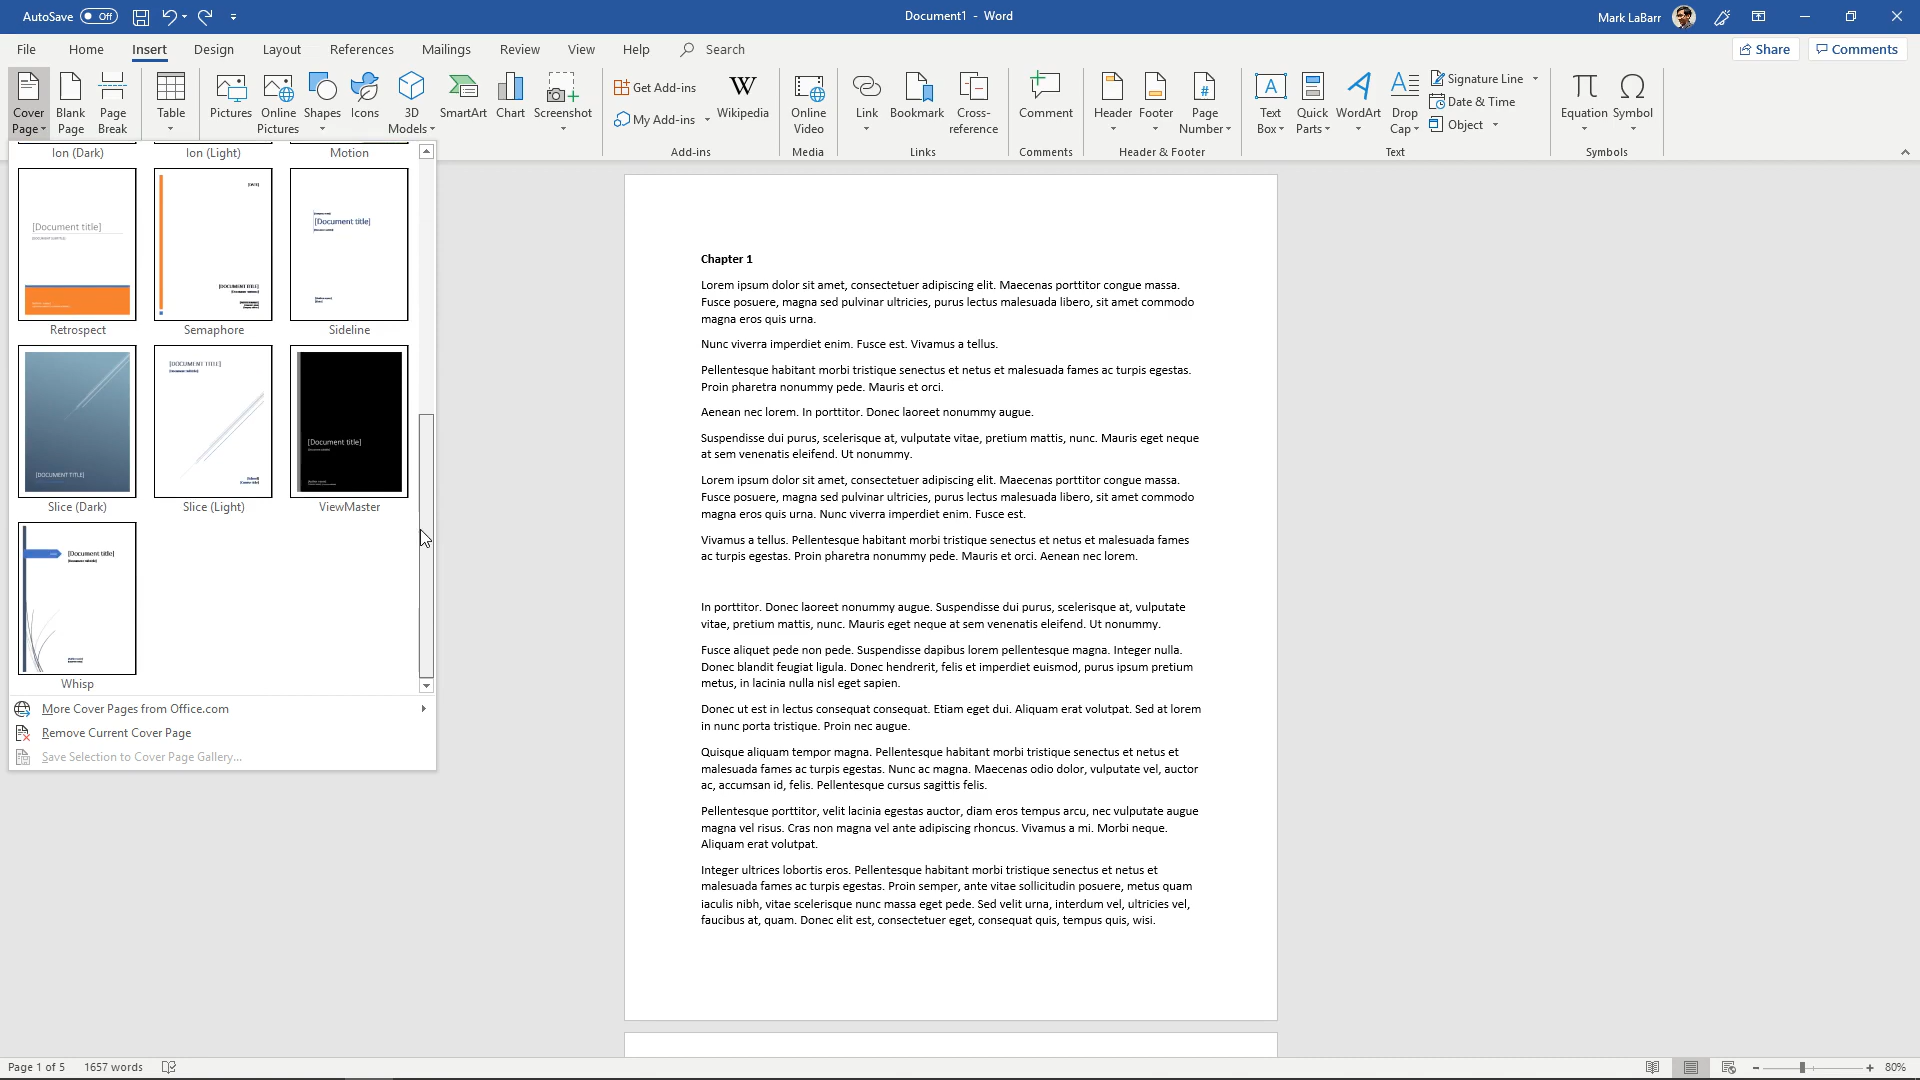 AutoSave Off
Document1 - Word
Mark LaBarr
File Home Insert Design Layout References Mailings Review View Help Search
Share Comments
Cover Page
Blank Page
Page Break
Table
Pictures
Online Pictures
Shapes
Icons
3D Models
SmartArt
Chart
Screenshot
Get Add-ins
My Add-ins
Wikipedia
Online Video
Link
Bookmark
Cross-reference
Comment
Header
Footer
Page Number
Text Box
Quick Parts
WordArt
Drop Cap
Signature Line
Date & Time
Object
Equation
Symbol
Add-ins
Media
Links
Comments
Header & Footer
Text
Symbols
Ion (Dark)
Ion (Light)
Motion
[Document title]
[DATE]
[DOCUMENT TITLE]
[Document title]
Retrospect
Semaphore
Sideline
[DOCUMENT TITLE]
[DOCUMENT TITLE]
[Document title]
Slice (Dark)
Slice (Light)
ViewMaster
[Document title]
Whisp
More Cover Pages from Office.com
Remove Current Cover Page
Save Selection to Cover Page Gallery...
Chapter 1
Lorem ipsum dolor sit amet, consectetuer adipiscing elit. Maecenas porttitor congue massa.
Fusce posuere, magna sed pulvinar ultricies, purus lectus malesuada libero, sit amet commodo
magna eros quis urna.
Nunc viverra imperdiet enim. Fusce est. Vivamus a tellus.
Pellentesque habitant morbi tristique senectus et netus et malesuada fames ac turpis egestas.
Proin pharetra nonummy pede. Mauris et orci.
Aenean nec lorem. In porttitor. Donec laoreet nonummy augue.
Suspendisse dui purus, scelerisque at, vulputate vitae, pretium mattis, nunc. Mauris eget neque
at sem venenatis eleifend. Ut nonummy.
Lorem ipsum dolor sit amet, consectetuer adipiscing elit. Maecenas porttitor congue massa.
Fusce posuere, magna sed pulvinar ultricies, purus lectus malesuada libero, sit amet commodo
magna eros quis urna. Nunc viverra imperdiet enim. Fusce est.
Vivamus a tellus. Pellentesque habitant morbi tristique senectus et netus et malesuada fames
ac turpis egestas. Proin pharetra nonummy pede. Mauris et orci. Aenean nec lorem.
In porttitor. Donec laoreet nonummy augue. Suspendisse dui purus, scelerisque at, vulputate
vitae, pretium mattis, nunc. Mauris eget neque at sem venenatis eleifend. Ut nonummy.
Fusce aliquet pede non pede. Suspendisse dapibus lorem pellentesque magna. Integer nulla.
Donec blandit feugiat ligula. Donec hendrerit, felis et imperdiet euismod, purus ipsum pretium
metus, in lacinia nulla nisl eget sapien.
Donec ut est in lectus consequat consequat. Etiam eget dui. Aliquam erat volutpat. Sed at lorem
in nunc porta tristique. Proin nec augue.
Quisque aliquam tempor magna. Pellentesque habitant morbi tristique senectus et netus et
malesuada fames ac turpis egestas. Nunc ac magna. Maecenas odio dolor, vulputate vel, auctor
ac, accumsan id, felis. Pellentesque cursus sagittis felis.
Pellentesque porttitor, velit lacinia egestas auctor, diam eros tempus arcu, nec vulputate augue
magna vel risus. Cras non magna vel ante adipiscing rhoncus. Vivamus a mi. Morbi neque.
Aliquam erat volutpat.
Integer ultrices lobortis eros. Pellentesque habitant morbi tristique senectus et netus et
malesuada fames ac turpis egestas. Proin semper, ante vitae sollicitudin posuere, metus quam
iaculis nibh, vitae scelerisque nunc massa eget pede. Sed velit urna, interdum vel, ultricies vel,
faucibus at, quam. Donec elit est, consectetuer eget, consequat quis, tempus quis, wisi.
Page 1 of 5 1657 words
80%